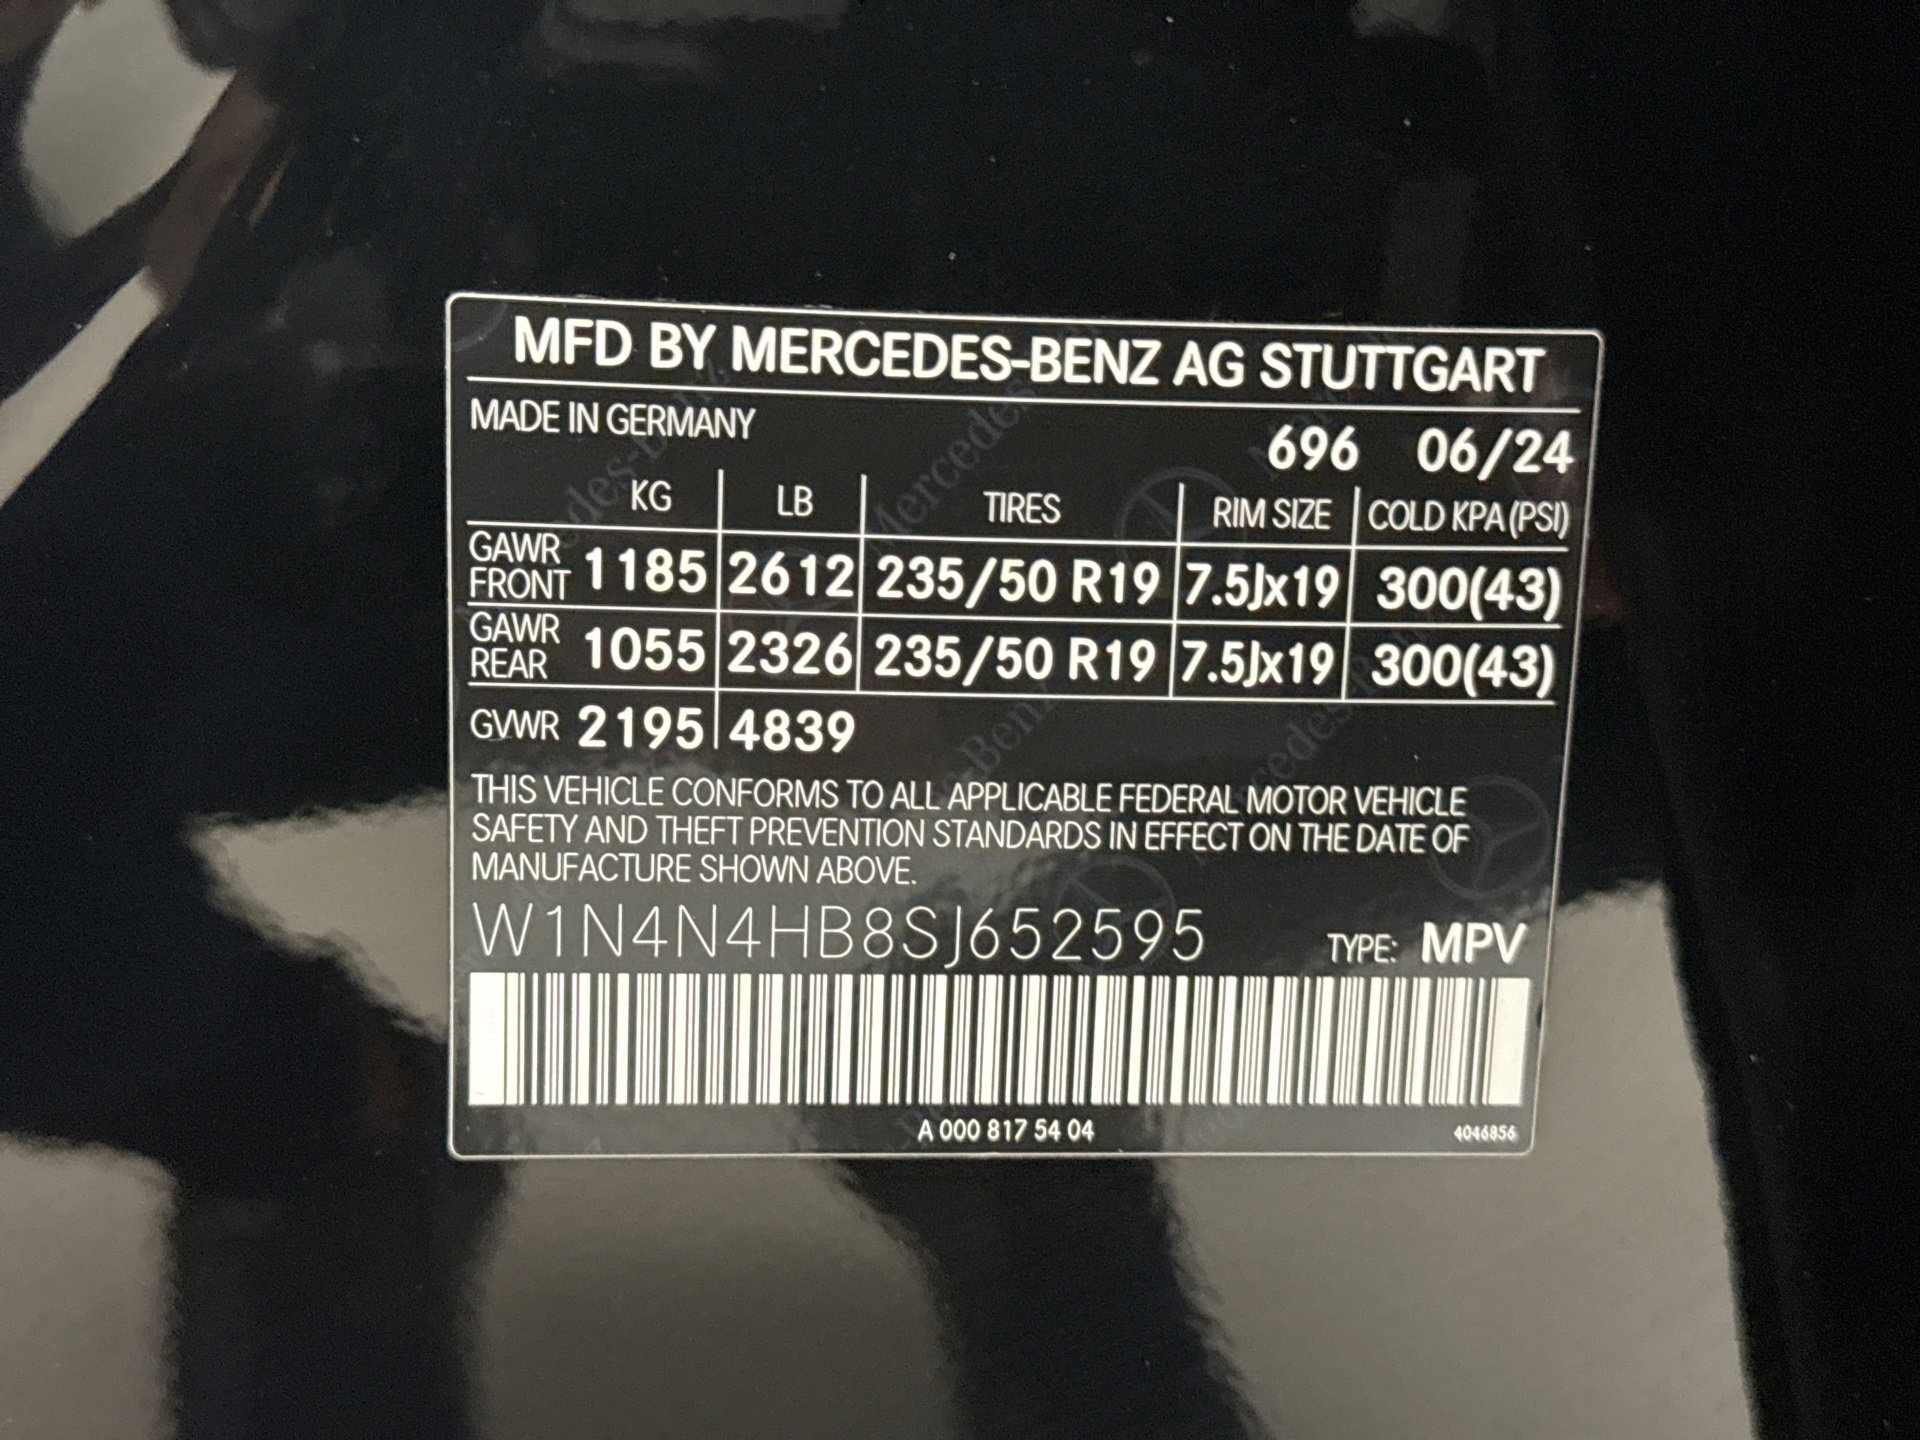 MFD BY MERCEDES-BENZ AG STUTTGART
MADE IN GERMANY
696 06/24
KG LB TIRES RIM SIZE COLD KPA (PSI)
GAWR FRONT 1185 2612 235/50 R19 7.5Jx19 300(43)
GAWR REAR 1055 2326 235/50 R19 7.5Jx19 300(43)
GVWR 2195 4839
THIS VEHICLE CONFORMS TO ALL APPLICABLE FEDERAL MOTOR VEHICLE
SAFETY AND THEFT PREVENTION STANDARDS IN EFFECT ON THE DATE OF
MANUFACTURE SHOWN ABOVE.
W1N4N4HB8SJ652595 TYPE: MPV
A 000 817 54 04 4046856